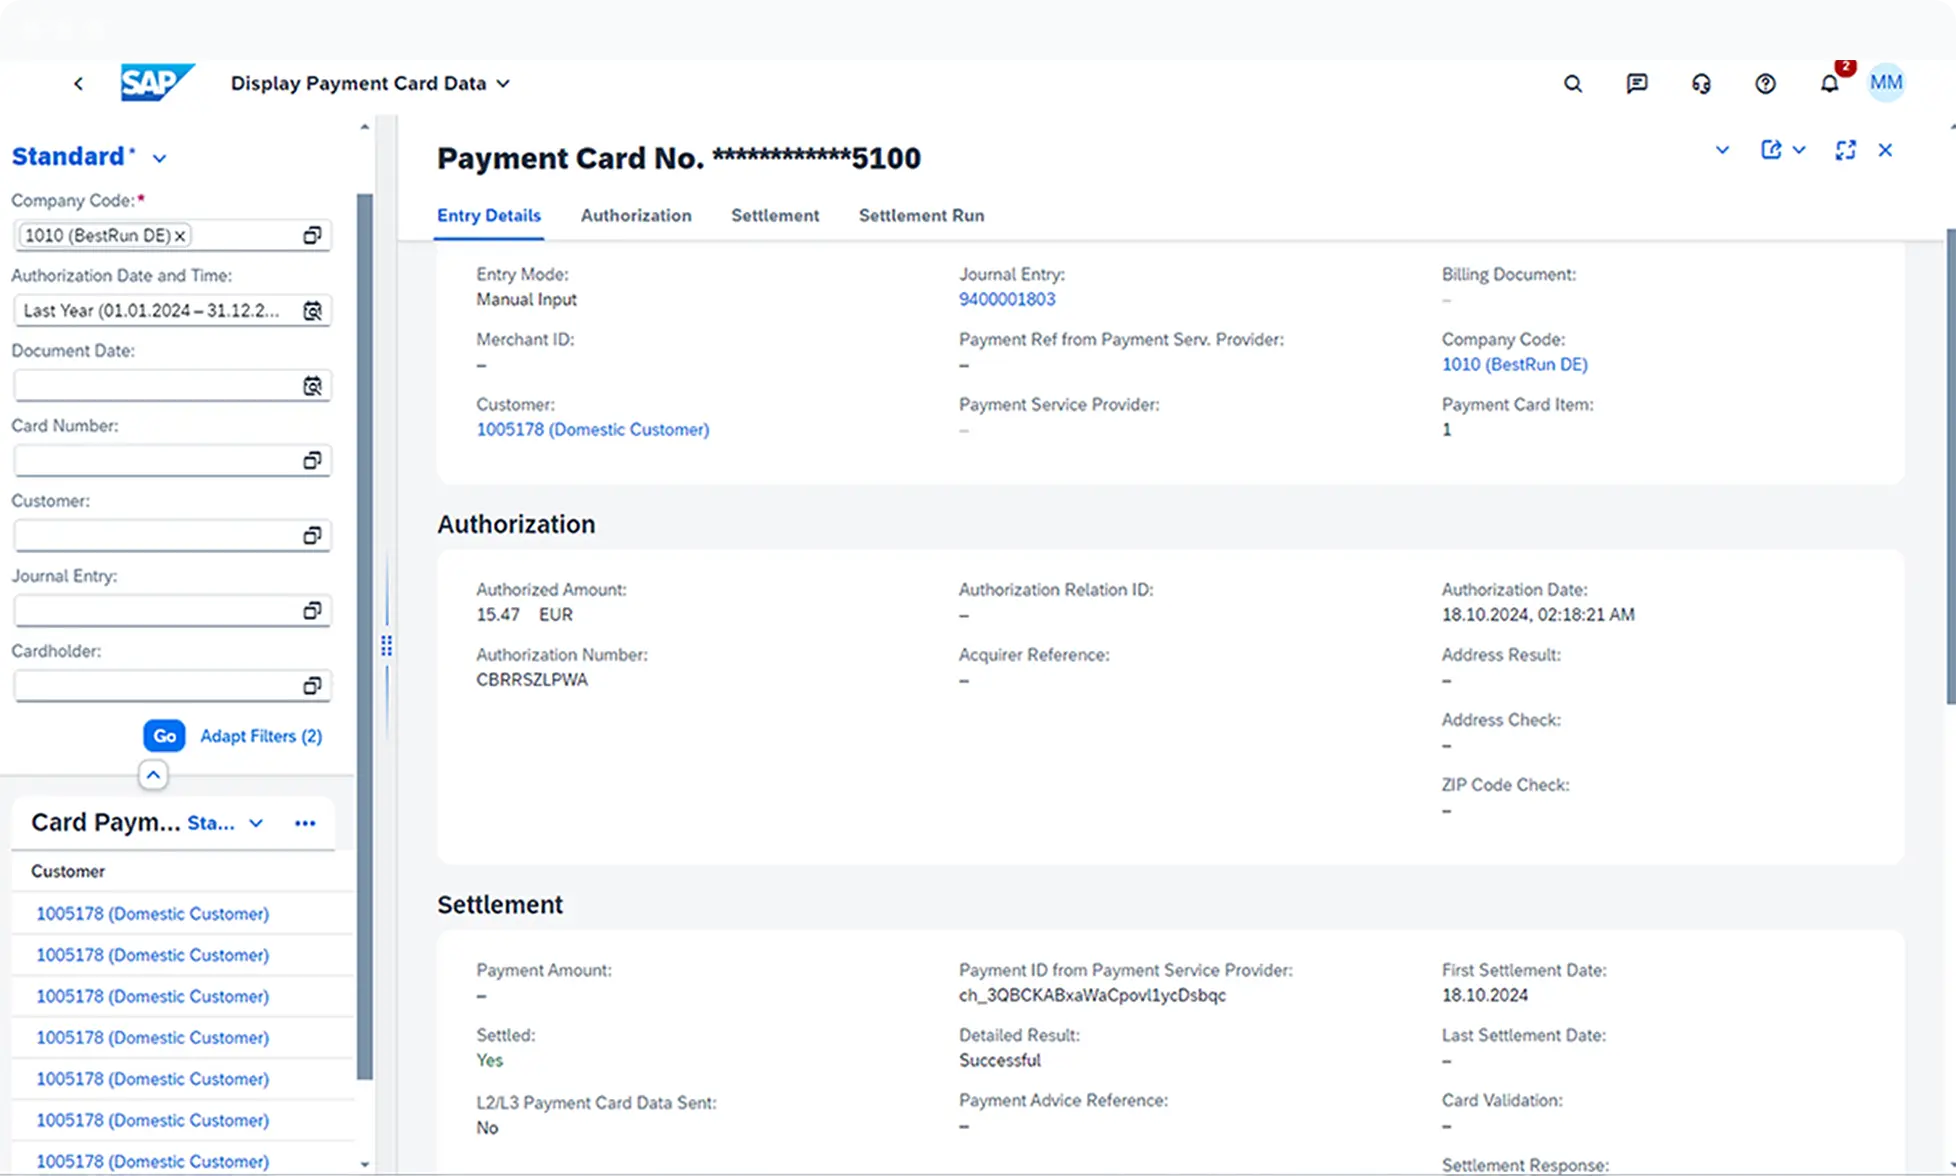 SAP
Display Payment Card Data
2
MM
Standard*
Company Code:*
1010 (BestRun DE)
Authorization Date and Time:
Last Year (01.01.2024 – 31.12.2...
Document Date:
Card Number:
Customer:
Journal Entry:
Cardholder:
Go
Adapt Filters (2)
Card Paym...
Sta...
Customer
1005178 (Domestic Customer)
1005178 (Domestic Customer)
1005178 (Domestic Customer)
1005178 (Domestic Customer)
1005178 (Domestic Customer)
1005178 (Domestic Customer)
1005178 (Domestic Customer)
Payment Card No. ************5100
Entry Details
Authorization
Settlement
Settlement Run
Entry Mode:
Manual Input
Merchant ID:
–
Customer:
1005178 (Domestic Customer)
Journal Entry:
9400001803
Payment Ref from Payment Serv. Provider:
–
Payment Service Provider:
–
Billing Document:
–
Company Code:
1010 (BestRun DE)
Payment Card Item:
1
Authorization
Authorized Amount:
15.47 EUR
Authorization Number:
CBRRSZLPWA
Authorization Relation ID:
–
Acquirer Reference:
–
Authorization Date:
18.10.2024, 02:18:21 AM
Address Result:
–
Address Check:
–
ZIP Code Check:
–
Settlement
Payment Amount:
–
Settled:
Yes
L2/L3 Payment Card Data Sent:
No
Payment ID from Payment Service Provider:
ch_3QBCKABxaWaCpovl1ycDsbqc
Detailed Result:
Successful
Payment Advice Reference:
–
First Settlement Date:
18.10.2024
Last Settlement Date:
–
Card Validation:
–
Settlement Response: